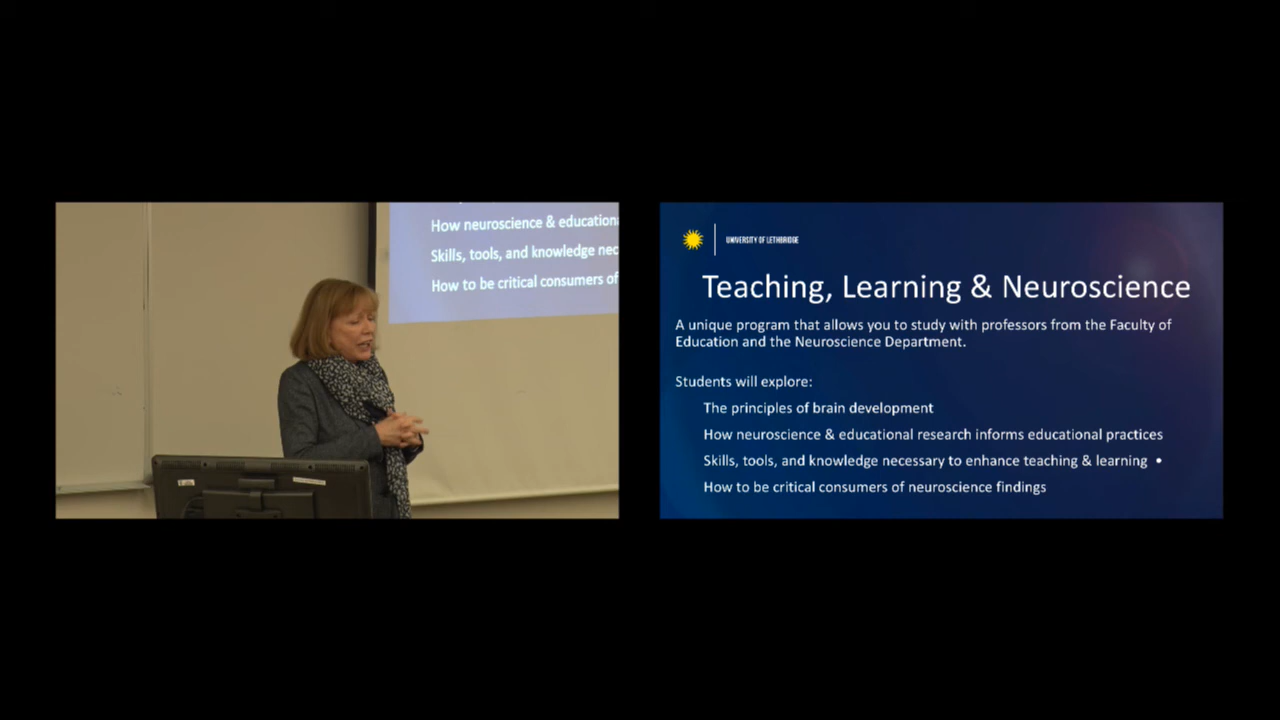 How neuroscience & educationa
Skills, tools, and knowledge nec
How to be critical consumers of
UNIVERSITY OF LETHBRIDGE
Teaching, Learning & Neuroscience
A unique program that allows you to study with professors from the Faculty of
Education and the Neuroscience Department.
Students will explore:
The principles of brain development
How neuroscience & educational research informs educational practices
Skills, tools, and knowledge necessary to enhance teaching & learning •
How to be critical consumers of neuroscience findings